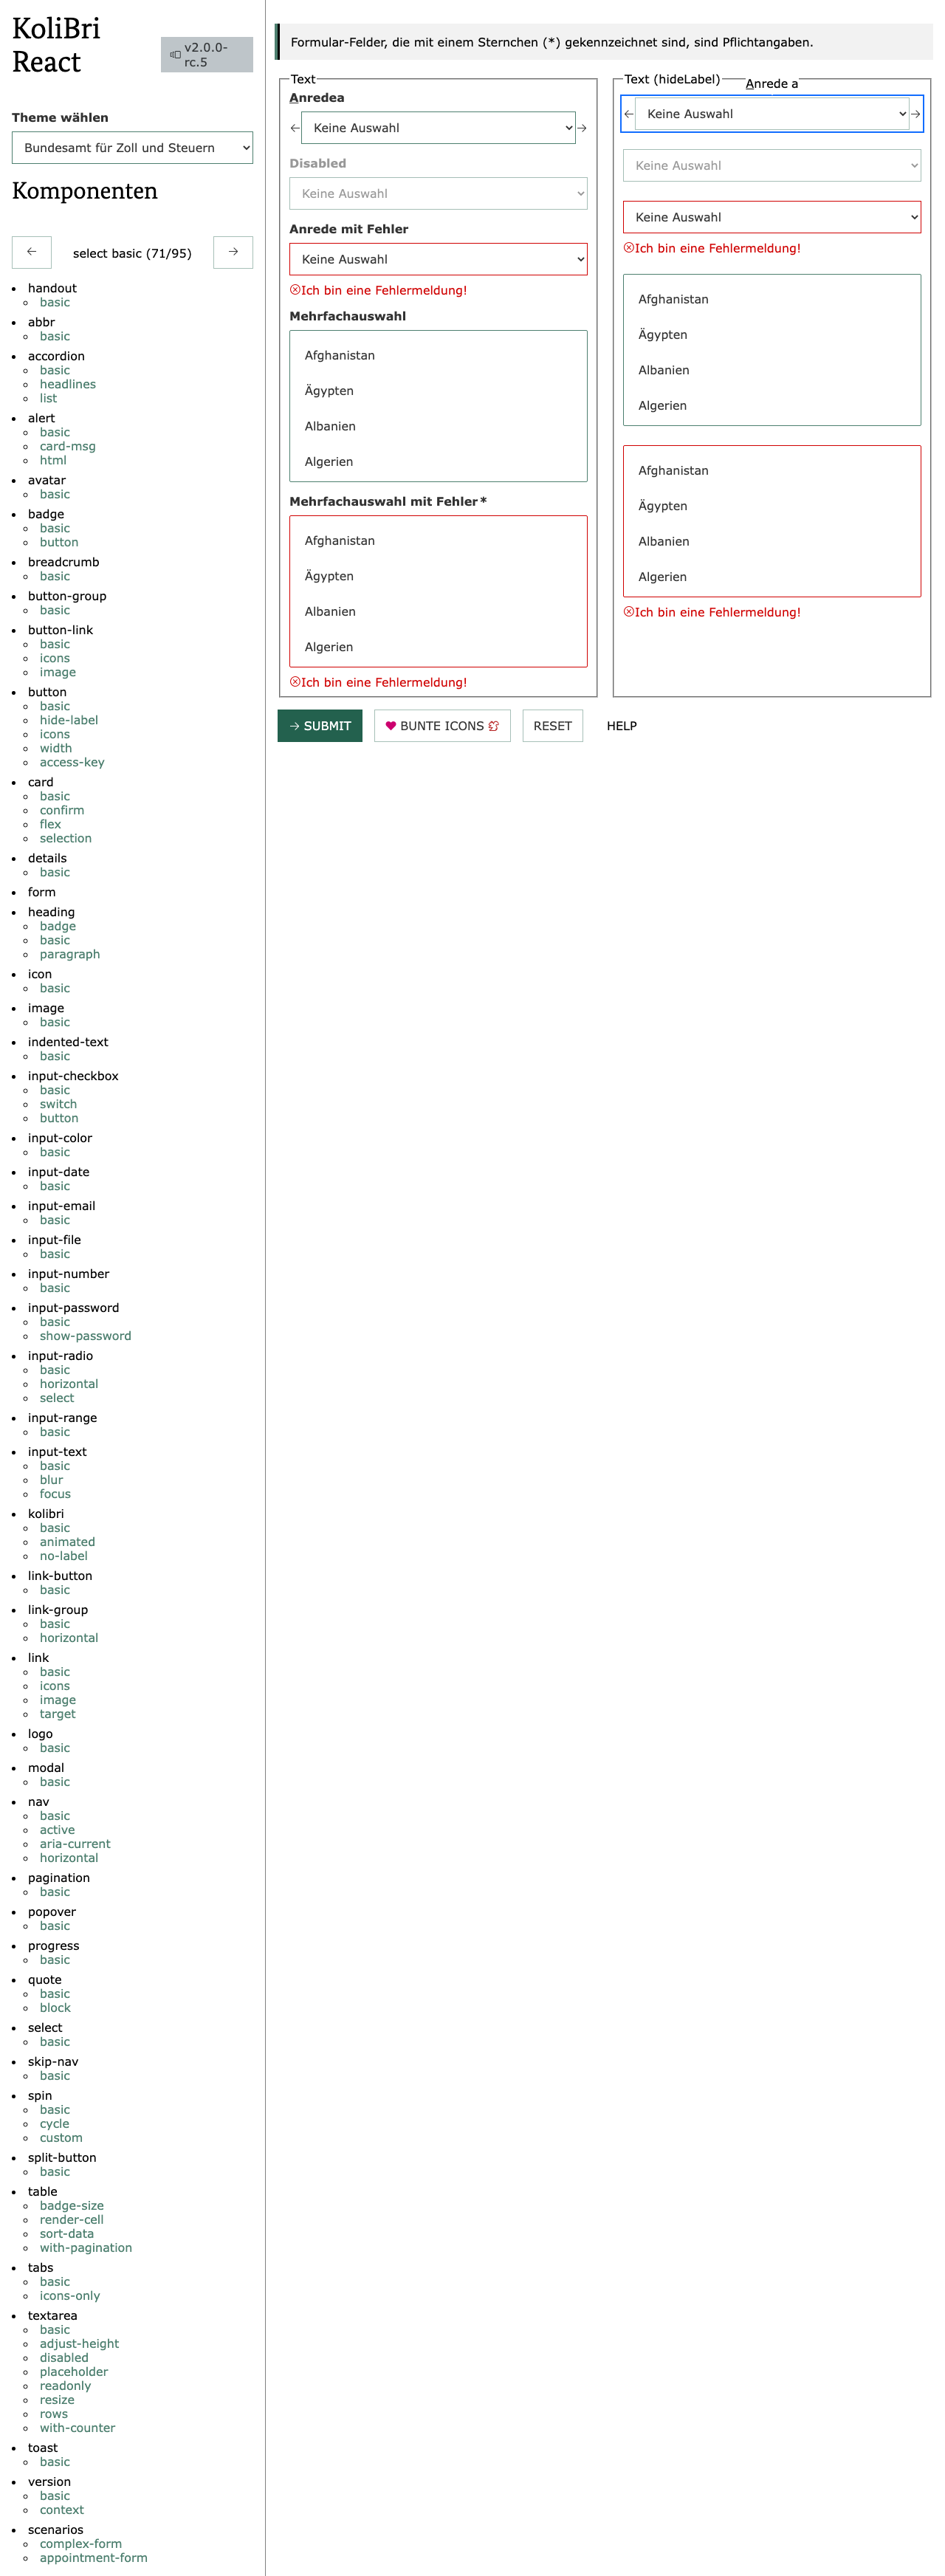 KoliBri
React
v2.0.0-
rc.5
Theme wählen
Bundesamt für Zoll und Steuern
Komponenten
select basic (71/95)
handout
basic
abbr
basic
accordion
basic
headlines
list
alert
basic
card-msg
html
avatar
basic
badge
basic
button
breadcrumb
basic
button-group
basic
button-link
basic
icons
image
button
basic
hide-label
icons
width
access-key
card
basic
confirm
flex
selection
details
basic
form
heading
badge
basic
paragraph
icon
basic
image
basic
indented-text
basic
input-checkbox
basic
switch
button
input-color
basic
input-date
basic
input-email
basic
input-file
basic
input-number
basic
input-password
basic
show-password
input-radio
basic
horizontal
select
input-range
basic
input-text
basic
blur
focus
kolibri
basic
animated
no-label
link-button
basic
link-group
basic
horizontal
link
basic
icons
image
target
logo
basic
modal
basic
nav
basic
active
aria-current
horizontal
pagination
basic
popover
basic
progress
basic
quote
basic
block
select
basic
skip-nav
basic
spin
basic
cycle
custom
split-button
basic
table
badge-size
render-cell
sort-data
with-pagination
tabs
basic
icons-only
textarea
basic
adjust-height
disabled
placeholder
readonly
resize
rows
with-counter
toast
basic
version
basic
context
scenarios
complex-form
appointment-form
Formular-Felder, die mit einem Sternchen (*) gekennzeichnet sind, sind Pflichtangaben.
Text
Anredea
Keine Auswahl
Disabled
Keine Auswahl
Anrede mit Fehler
Keine Auswahl
Ich bin eine Fehlermeldung!
Mehrfachauswahl
Afghanistan
Ägypten
Albanien
Algerien
Mehrfachauswahl mit Fehler*
Afghanistan
Ägypten
Albanien
Algerien
Ich bin eine Fehlermeldung!
Text (hideLabel)
Anrede a
Keine Auswahl
Keine Auswahl
Keine Auswahl
Ich bin eine Fehlermeldung!
Afghanistan
Ägypten
Albanien
Algerien
Afghanistan
Ägypten
Albanien
Algerien
Ich bin eine Fehlermeldung!
SUBMIT
BUNTE ICONS
RESET
HELP